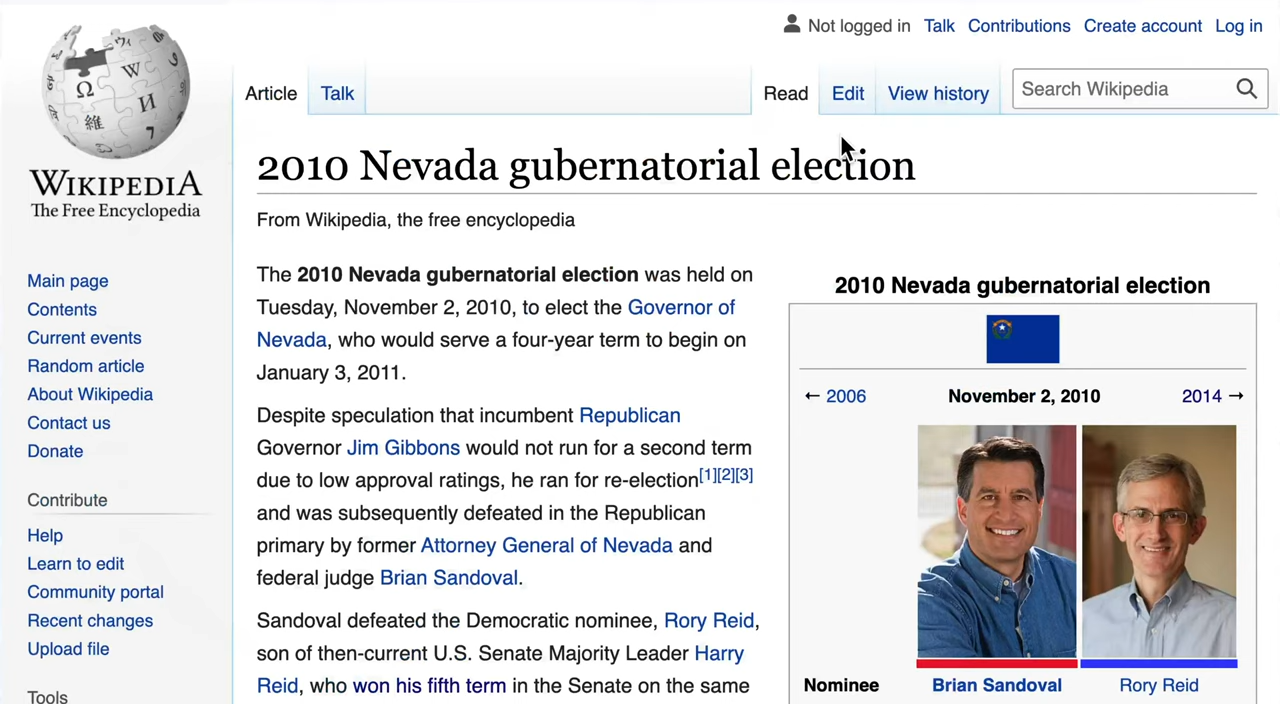 Not logged in Talk Contributions Create account Log in
Article Talk Read Edit View history Search Wikipedia
WIKIPEDIA
The Free Encyclopedia
Main page
Contents
Current events
Random article
About Wikipedia
Contact us
Donate
Contribute
Help
Learn to edit
Community portal
Recent changes
Upload file
Tools
2010 Nevada gubernatorial election
From Wikipedia, the free encyclopedia
The 2010 Nevada gubernatorial election was held on
Tuesday, November 2, 2010, to elect the Governor of
Nevada, who would serve a four-year term to begin on
January 3, 2011.
Despite speculation that incumbent Republican
Governor Jim Gibbons would not run for a second term
due to low approval ratings, he ran for re-election[1][2][3]
and was subsequently defeated in the Republican
primary by former Attorney General of Nevada and
federal judge Brian Sandoval.
Sandoval defeated the Democratic nominee, Rory Reid,
son of then-current U.S. Senate Majority Leader Harry
Reid, who won his fifth term in the Senate on the same
2010 Nevada gubernatorial election
← 2006 November 2, 2010 2014 →
Nominee Brian Sandoval Rory Reid